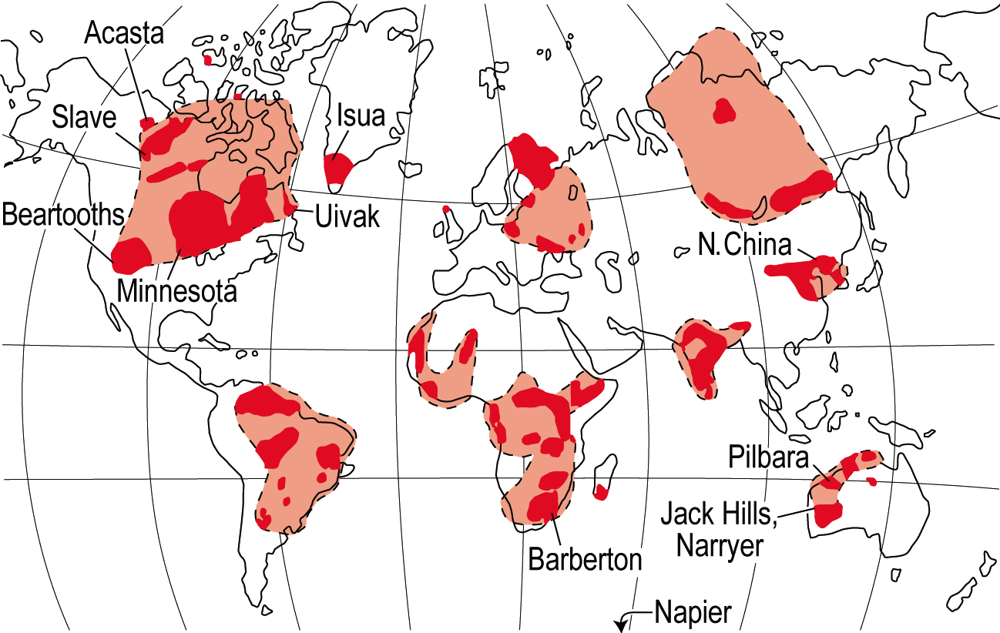 Acasta
Slave
Isua
Beartooths
Uivak
Minnesota
N.China
Pilbara
Jack Hills,
Narryer
Barberton
Napier